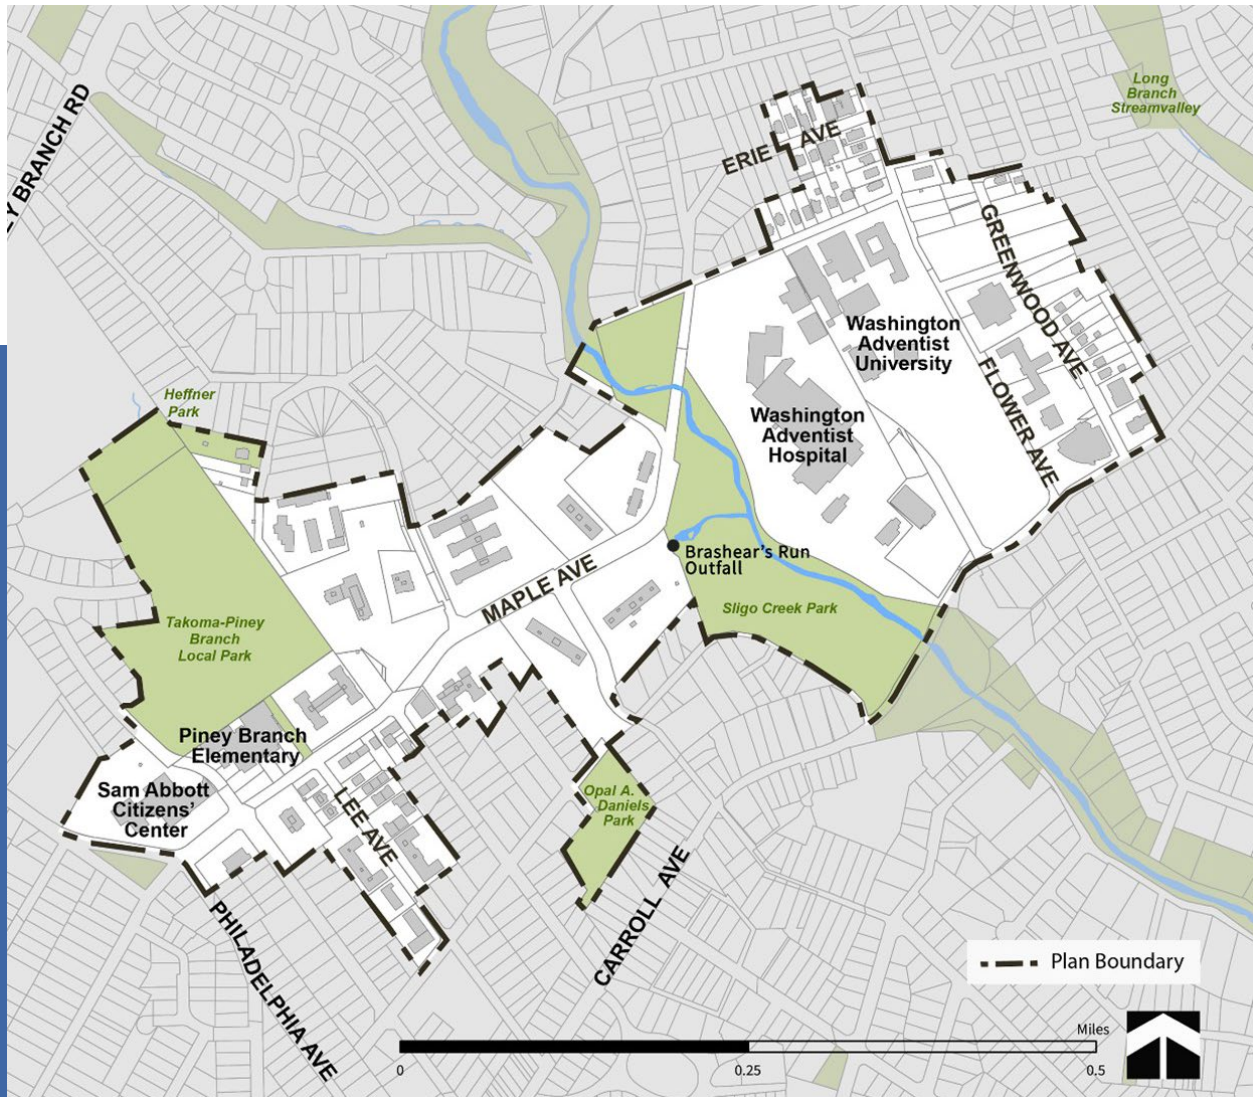 Long
Branch
Streamvalley
EY BRANCH RD
ERIE AVE
GREENWOOD AVE
Washington
Adventist
University
FLOWER AVE
Heffner
Park
Washington
Adventist
Hospital
Brashear's Run
Outfall
MAPLE AVE
Sligo Creek Park
Takoma-Piney
Branch
Local Park
Piney Branch
Elementary
Sam Abbott
Citizens'
Center
LEE AVE
Opal A.
Daniels
Park
CARROLL AVE
PHILADELPHIA AVE
Plan Boundary
Miles
0
0.25
0.5